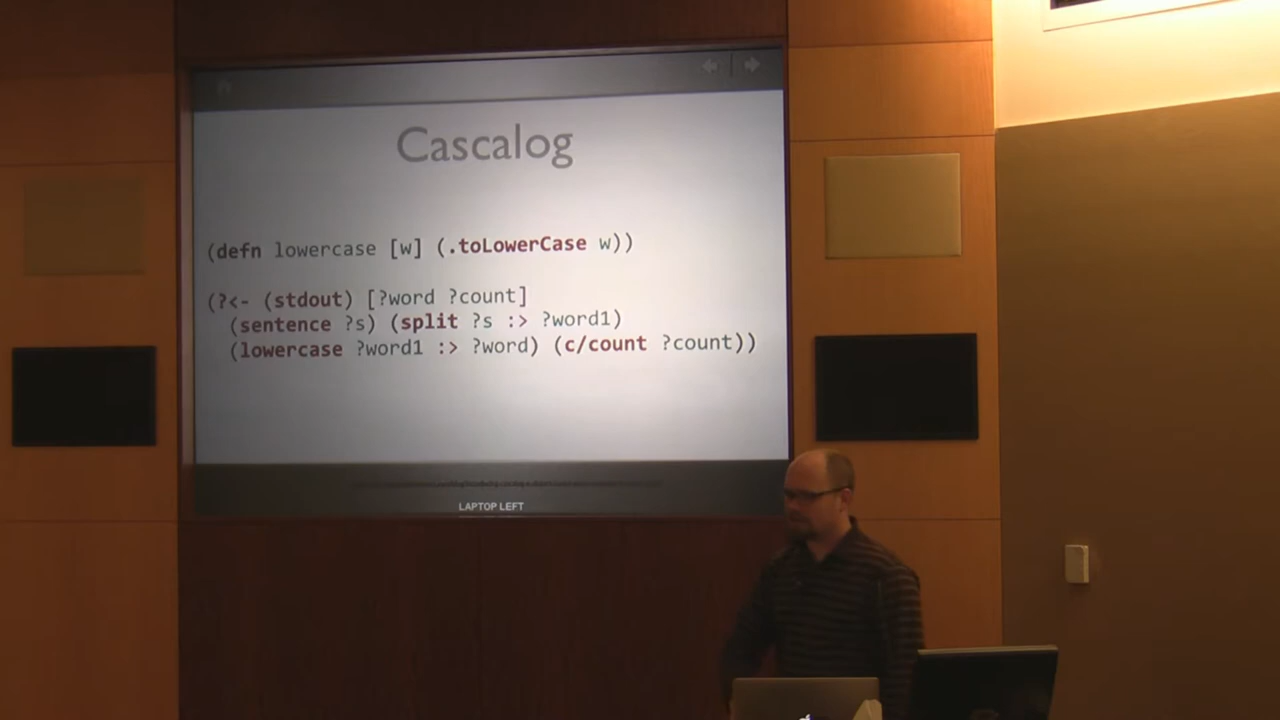 Cascalog
(defn lowercase [w] (.toLowerCase w))
(?<- (stdout) [?word ?count]
(sentence ?s) (split ?s :> ?word1)
(lowercase ?word1 :> ?word) (c/count ?count))
LAPTOP LEFT